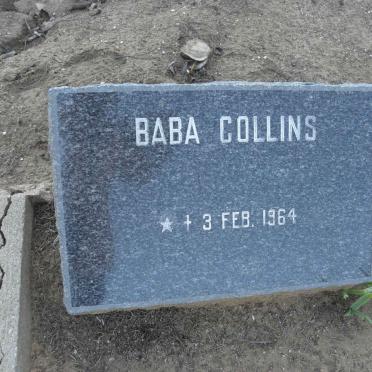 BABA COLLINS
★ † 3 FEB. 1964